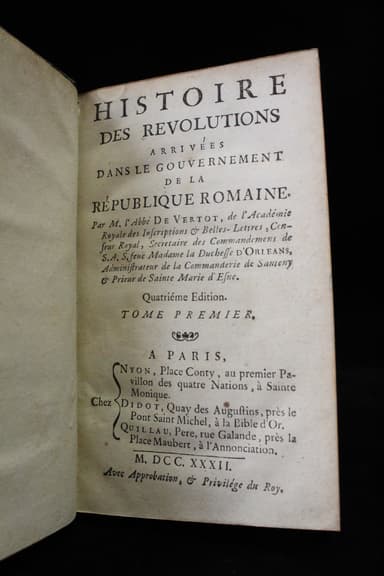 HISTOIRE
DES REVOLUTIONS
ARRIVÉES
DANS LE GOUVERNEMENT
DE LA
RÉPUBLIQUE ROMAINE.
Par M. l'Abbé DE VERTOT, de l'Académie
Royale des Inscriptions & Belles-Lettres, Cen-
seur Royal, Secretaire des Commandemens de
S. A. S. feuë Madame la Duchesse D'ORLEANS,
Administrateur de la Commanderie de Santeny
& Prieur de Sainte Marie d'Esne.
Quatriéme Edition.
TOME PREMIER.
A PARIS,
NYON, Place Conty, au premier Pa-
villon des quatre Nations, à Sainte
Monique.
Chez DIDOT, Quay des Augustins, près le
Pont Saint Michel, à la Bible d'Or.
QUILLAU, Pere, rue Galande, près la
Place Maubert, à l'Annonciation.
M. DCC. XXXII.
Avec Approbation, & Privilége du Roy.